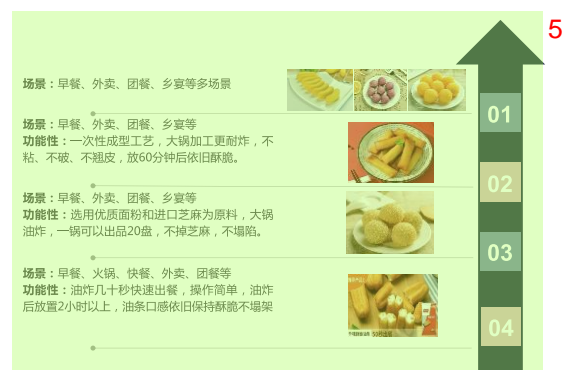 5
场景：早餐、外卖、团餐、乡宴等多场景
01
场景：早餐、外卖、团餐、乡宴等
功能性：一次性成型工艺，大锅加工更耐炸，不
粘、不破、不翘皮，放60分钟后依旧酥脆。
02
场景：早餐、外卖、团餐、乡宴等
功能性：选用优质面粉和进口芝麻为原料，大锅
油炸，一锅可以出品20盘，不掉芝麻，不塌陷。
03
场景：早餐、火锅、快餐、外卖、团餐等
功能性：油炸几十秒快速出餐，操作简单，油炸
后放置2小时以上，油条口感依旧保持酥脆不塌架
04